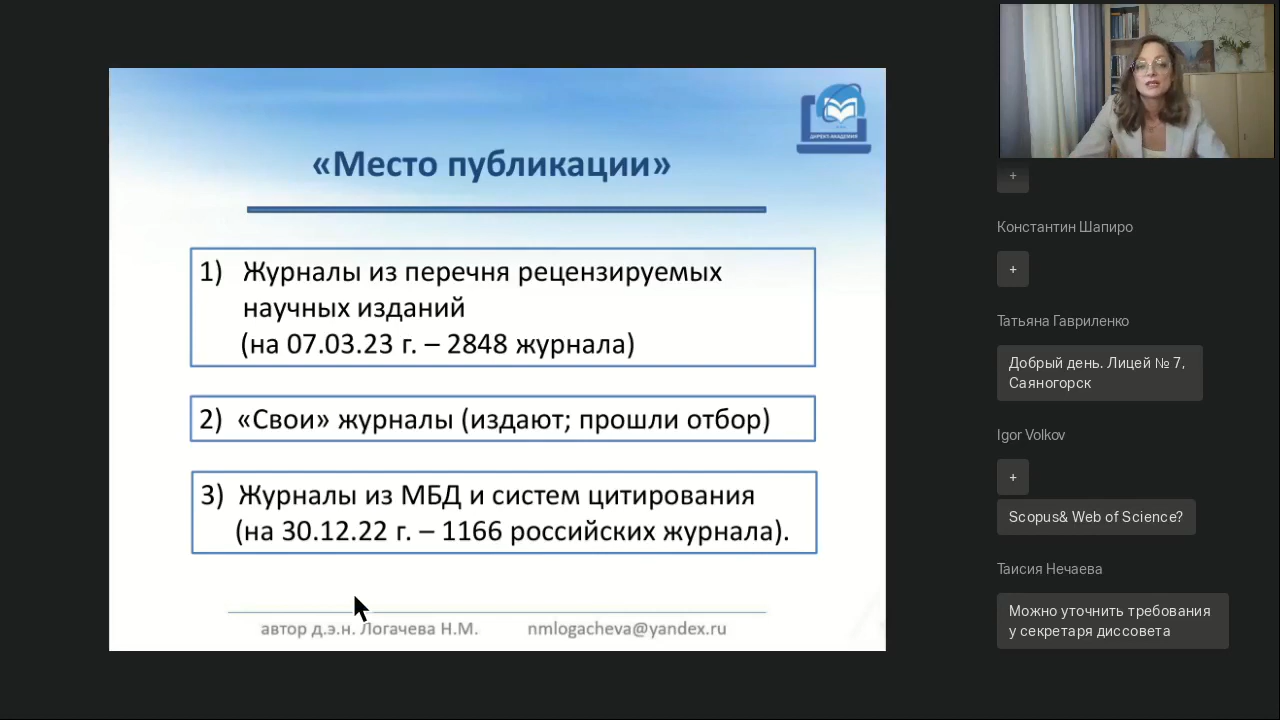 ДИРЕКТ-АКАДЕМИЯ
«Место публикации»
1) Журналы из перечня рецензируемых
научных изданий
(на 07.03.23 г. – 2848 журнала)
2) «Свои» журналы (издают; прошли отбор)
3) Журналы из МБД и систем цитирования
(на 30.12.22 г. – 1166 российских журнала).
автор д.э.н. Логачева Н.М. nmlogacheva@yandex.ru
+
Константин Шапиро
+
Татьяна Гавриленко
Добрый день. Лицей № 7,
Саяногорск
Igor Volkov
+
Scopus& Web of Science?
Таисия Нечаева
Можно уточнить требования
у секретаря диссовета